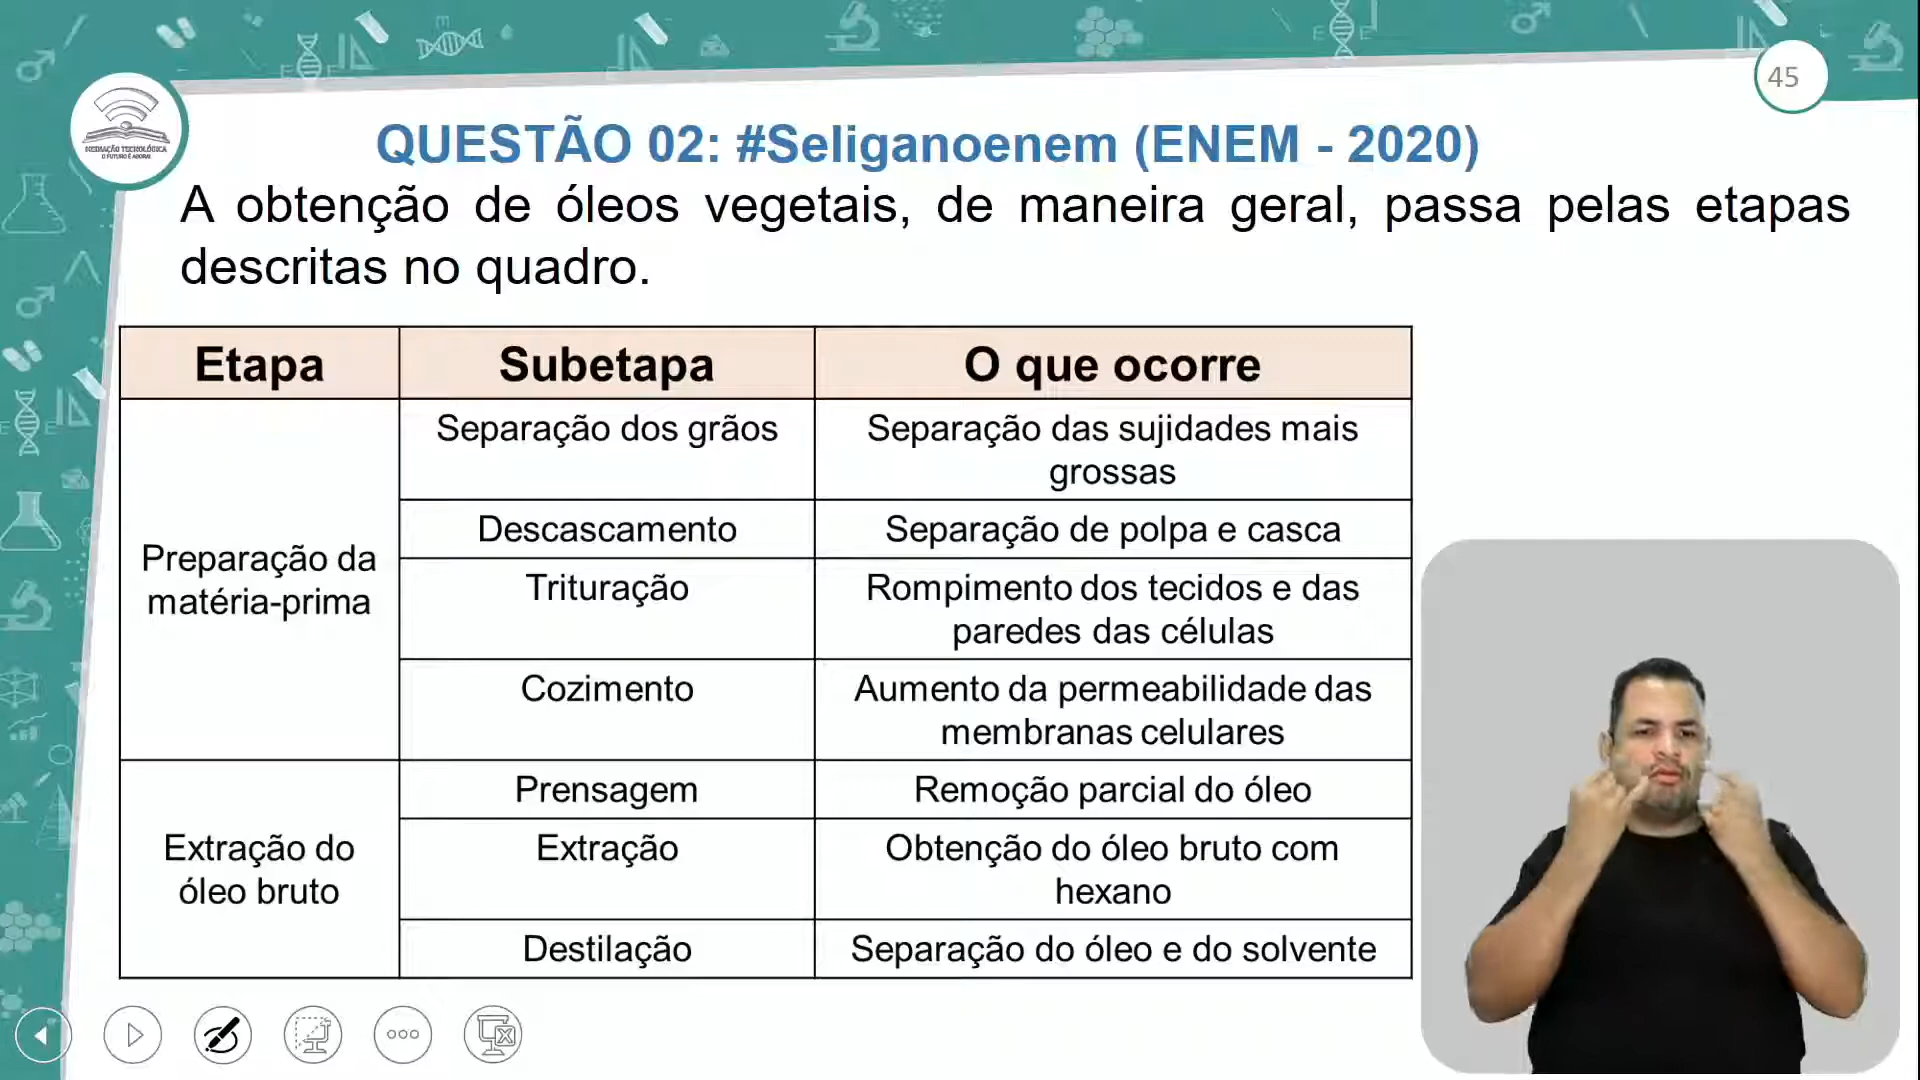 45
MEDIAÇÃO TECNOLÓGICA
O FUTURO É AGORA!
QUESTÃO 02: #Seliganoenem (ENEM - 2020)
A obtenção de óleos vegetais, de maneira geral, passa pelas etapas
descritas no quadro.
Etapa
Subetapa
O que ocorre
Preparação da
matéria-prima
Separação dos grãos
Separação das sujidades mais
grossas
Descascamento
Separação de polpa e casca
Trituração
Rompimento dos tecidos e das
paredes das células
Cozimento
Aumento da permeabilidade das
membranas celulares
Extração do
óleo bruto
Prensagem
Remoção parcial do óleo
Extração
Obtenção do óleo bruto com
hexano
Destilação
Separação do óleo e do solvente